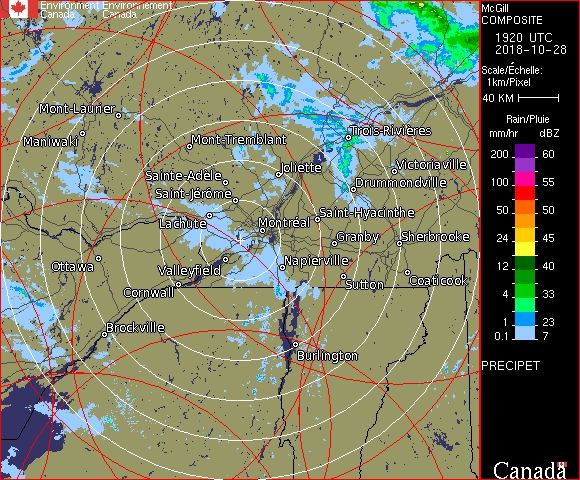 Environment Environnement
Canada Canada
Mont-Laurier
Maniwaki
Mont-Tremblant
Trois-Rivières
Sainte-Adèle
Joliette
Victoriaville
Saint-Jérôme
Drummondville
Lachute
Montréal
Saint-Hyacinthe
Granby
Sherbrooke
Ottawa
Valleyfield
Napierville
Cornwall
Sutton
Coaticook
Brockville
Burlington
McGill
COMPOSITE
1920 UTC
2018-10-28
Scale/Échelle:
1km/Pixel
40 KM
Rain/Pluie
mm/hr dBZ
200 60
100 55
50 50
24 45
12 40
4 33
1 23
0.1 7
PRECIPET
Canada